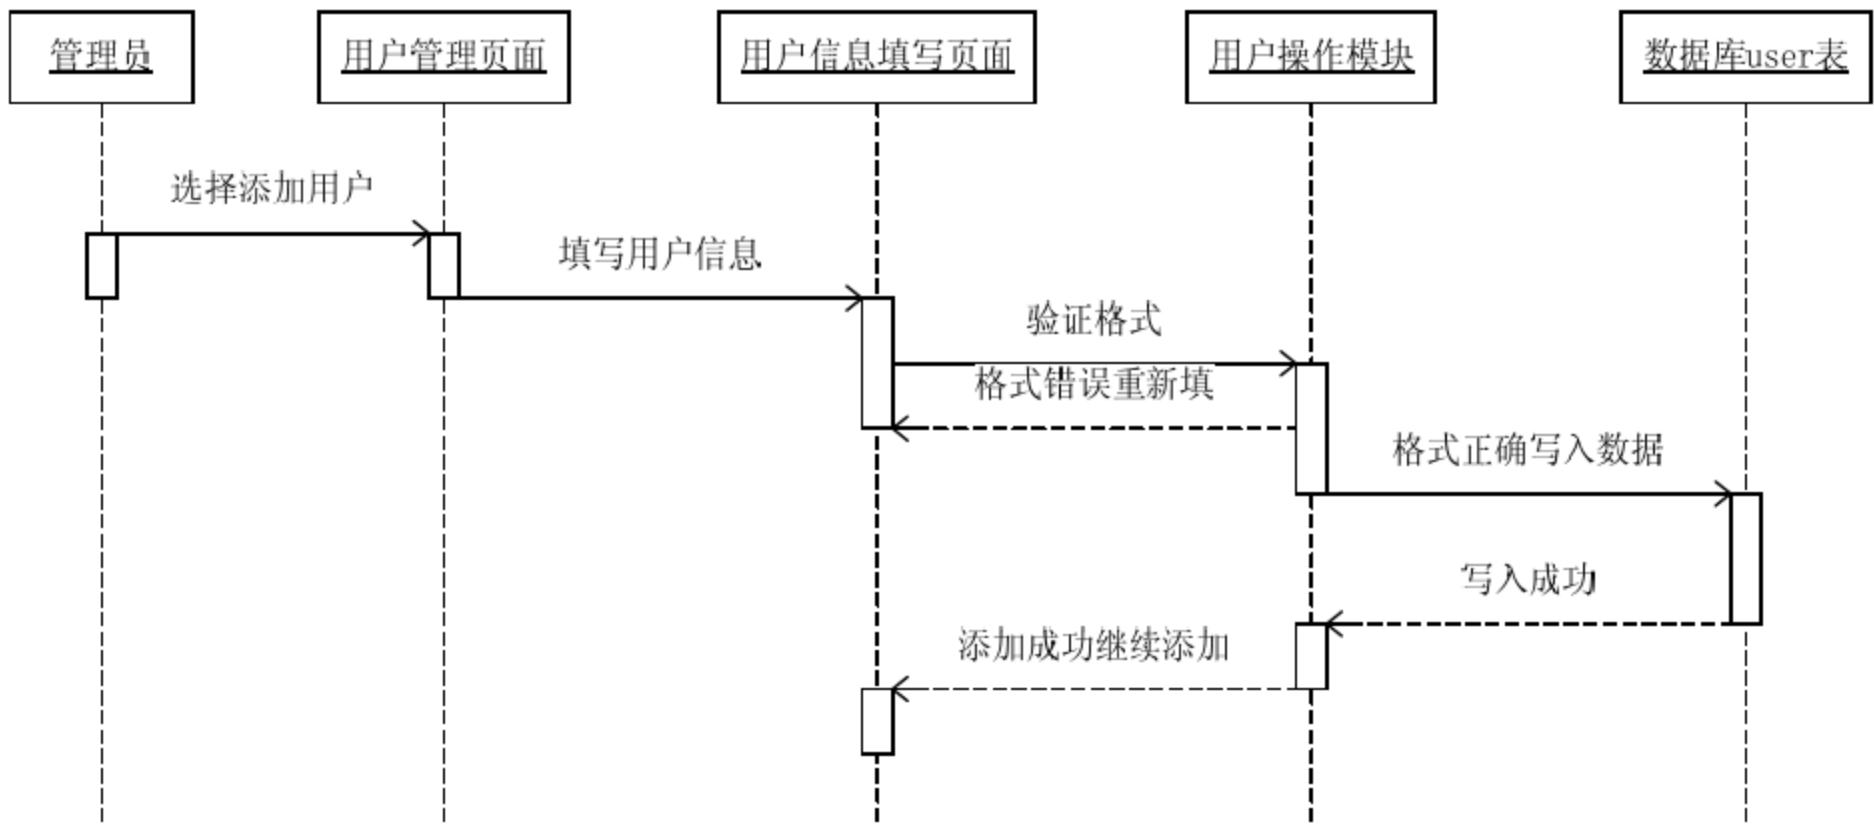 管理员
用户管理页面
用户信息填写页面
用户操作模块
数据库user表
选择添加用户
填写用户信息
验证格式
格式错误重新填
格式正确写入数据
写入成功
添加成功继续添加